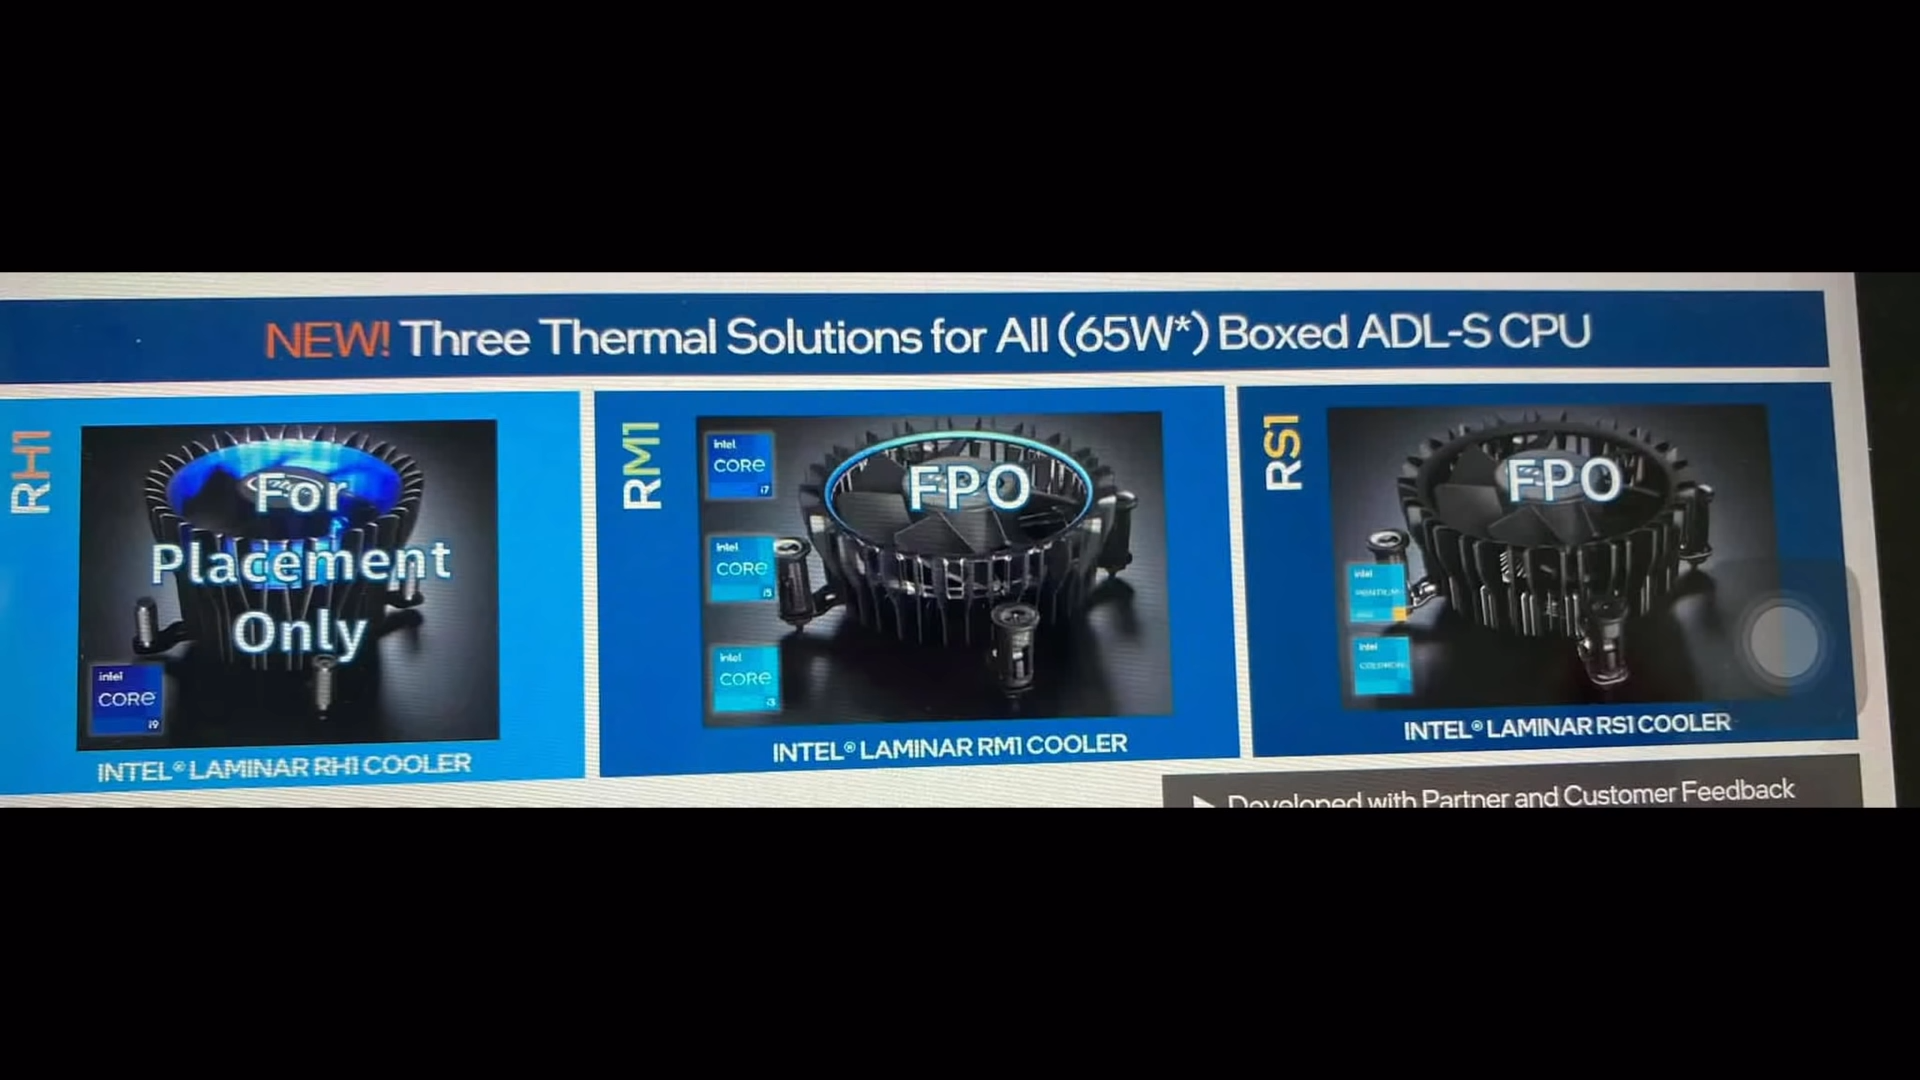 NEW! Three Thermal Solutions for All (65W*) Boxed ADL-S CPU
RH1
For
Placement
Only
intel
CORE
i9
INTEL® LAMINAR RH1 COOLER
RM1
FPO
intel
CORE
i7
intel
CORE
i5
intel
CORE
i3
INTEL® LAMINAR RM1 COOLER
RS1
FPO
intel
PENTIUM
intel
CELERON
INTEL® LAMINAR RS1 COOLER
Developed with Partner and Customer Feedback